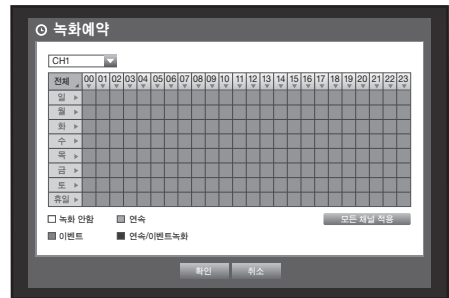 녹화예약
CH1
전체 00 01 02 03 04 05 06 07 08 09 10 11 12 13 14 15 16 17 18 19 20 21 22 23
일
월
화
수
목
금
토
휴일
녹화 안함 연속 모든 채널 적용
이벤트 연속/이벤트녹화
확인 취소